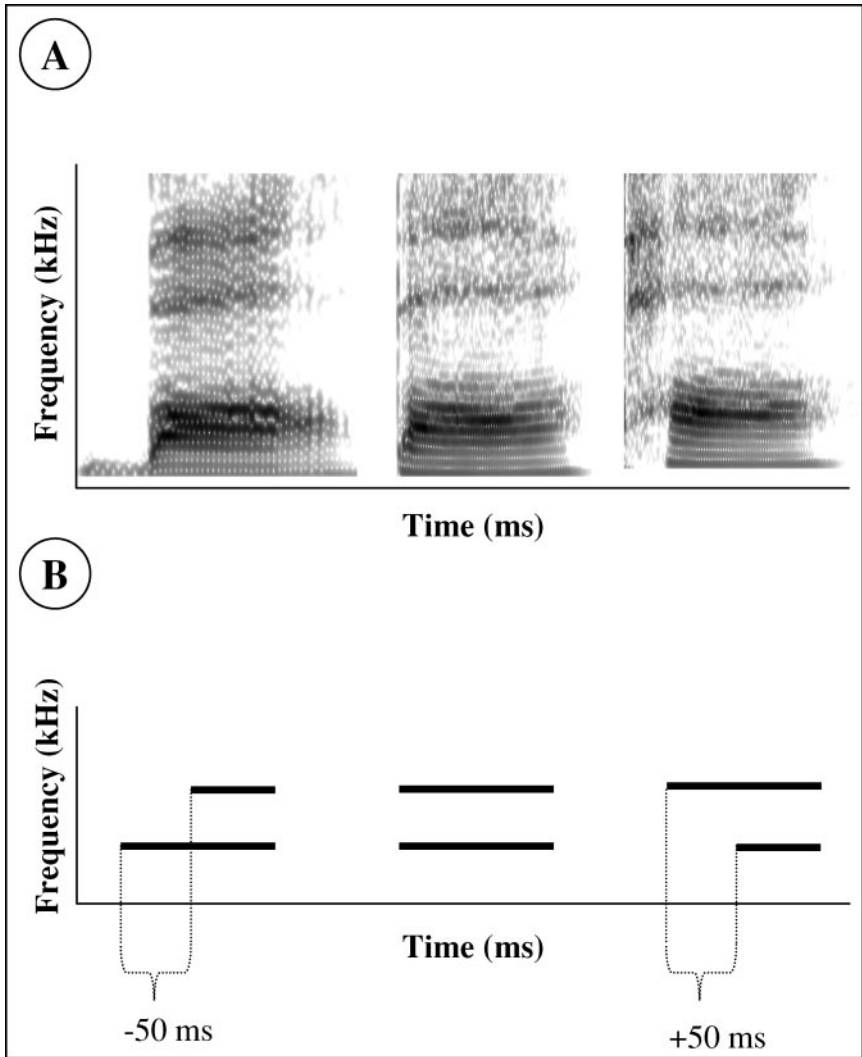 A
Frequency (kHz)
Time (ms)
B
Frequency (kHz)
Time (ms)
-50 ms
+50 ms